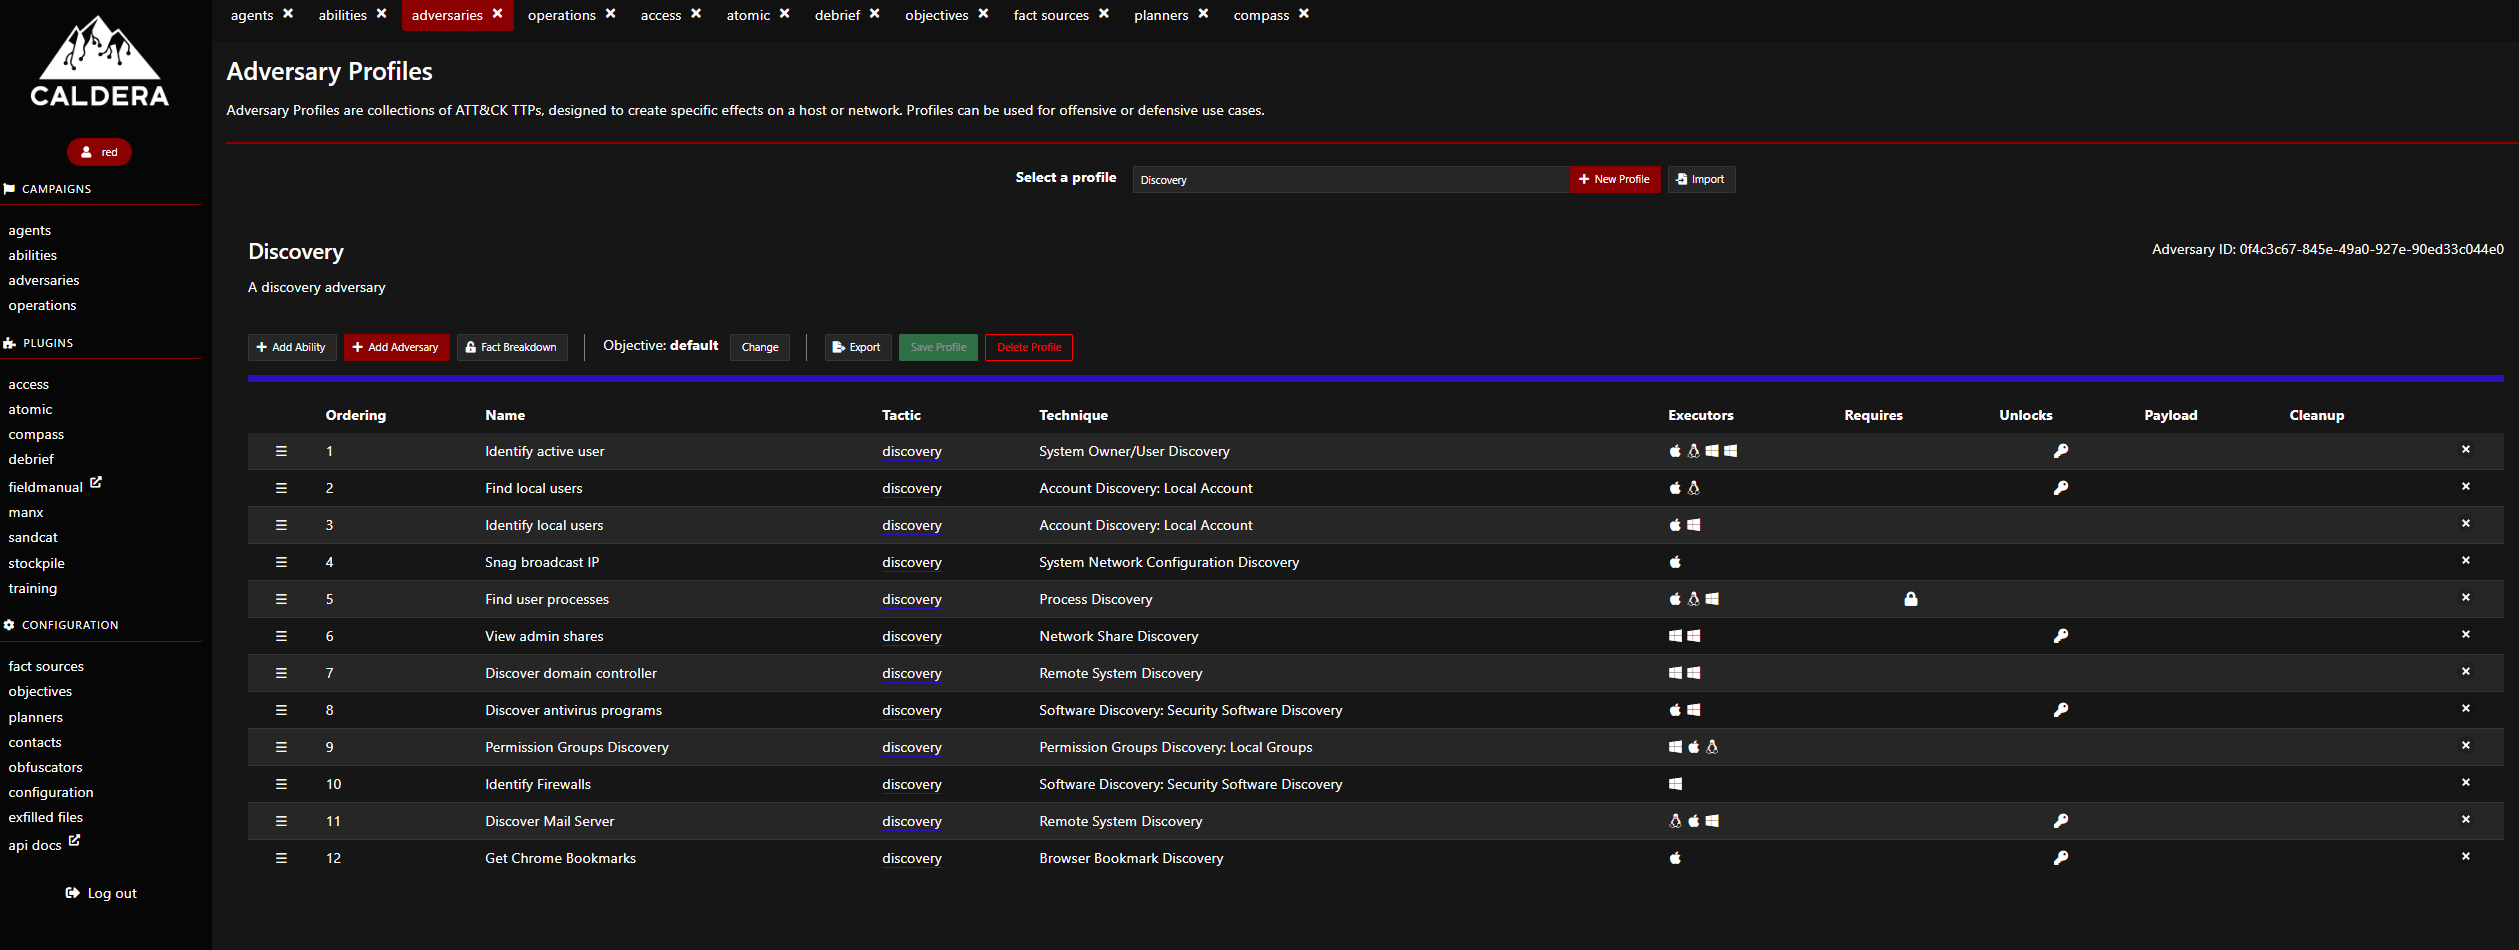 agents abilities adversaries operations access atomic debrief objectives fact sources planners compass
CALDERA
red
CAMPAIGNS
agents
abilities
adversaries
operations
PLUGINS
access
atomic
compass
debrief
fieldmanual
manx
sandcat
stockpile
training
CONFIGURATION
fact sources
objectives
planners
contacts
obfuscators
configuration
exfilled files
api docs
Log out
Adversary Profiles
Adversary Profiles are collections of ATT&CK TTPs, designed to create specific effects on a host or network. Profiles can be used for offensive or defensive use cases.
Select a profile Discovery New Profile Import
Discovery Adversary ID: 0f4c3c67-845e-49a0-927e-90ed33c044e0
A discovery adversary
Add Ability Add Adversary Fact Breakdown Objective: default Change Export Save Profile Delete Profile
Ordering Name Tactic Technique Executors Requires Unlocks Payload Cleanup
1 Identify active user discovery System Owner/User Discovery
2 Find local users discovery Account Discovery: Local Account
3 Identify local users discovery Account Discovery: Local Account
4 Snag broadcast IP discovery System Network Configuration Discovery
5 Find user processes discovery Process Discovery
6 View admin shares discovery Network Share Discovery
7 Discover domain controller discovery Remote System Discovery
8 Discover antivirus programs discovery Software Discovery: Security Software Discovery
9 Permission Groups Discovery discovery Permission Groups Discovery: Local Groups
10 Identify Firewalls discovery Software Discovery: Security Software Discovery
11 Discover Mail Server discovery Remote System Discovery
12 Get Chrome Bookmarks discovery Browser Bookmark Discovery